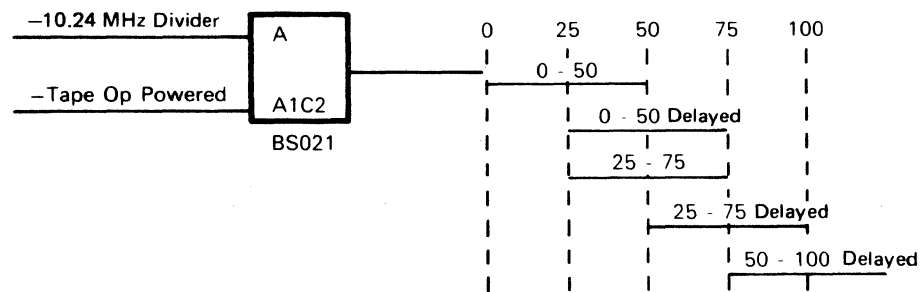 −10.24 MHz Divider
A
−Tape Op Powered
A1C2
BS021
0 25 50 75 100
0 - 50
0 - 50 Delayed
25 - 75
25 - 75 Delayed
50 - 100 Delayed